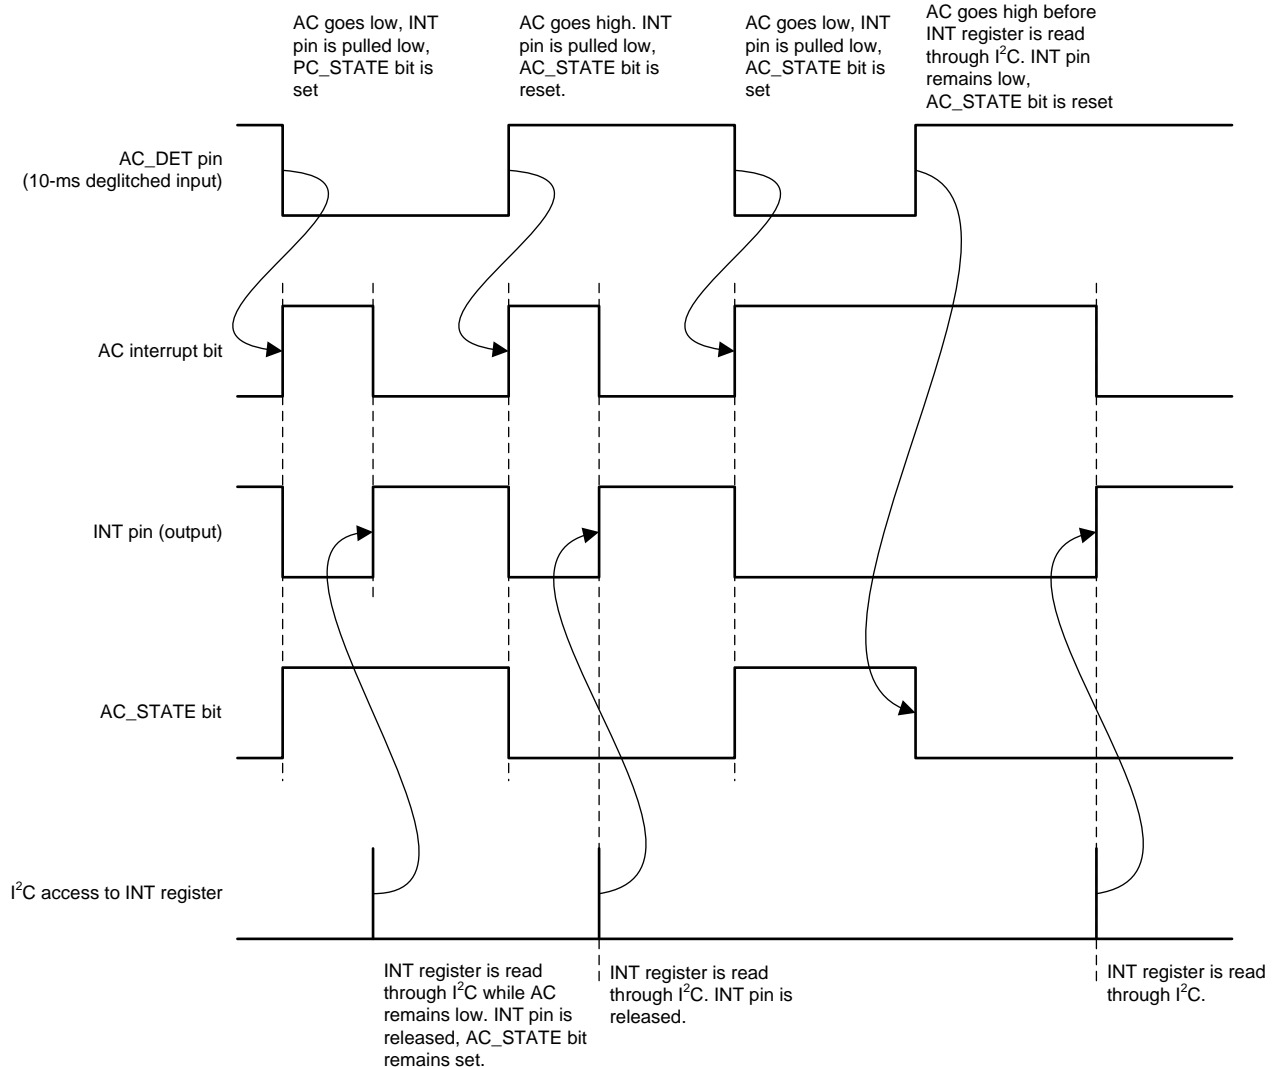 AC goes low, INT
pin is pulled low,
PC_STATE bit is
set
AC goes high. INT
pin is pulled low,
AC_STATE bit is
reset.
AC goes low, INT
pin is pulled low,
AC_STATE bit is
set
AC goes high before
INT register is read
through I²C. INT pin
remains low,
AC_STATE bit is reset
AC_DET pin
(10-ms deglitched input)
AC interrupt bit
INT pin (output)
AC_STATE bit
I²C access to INT register
INT register is read
through I²C while AC
remains low. INT pin is
released, AC_STATE bit
remains set.
INT register is read
through I²C. INT pin is
released.
INT register is read
through I²C.